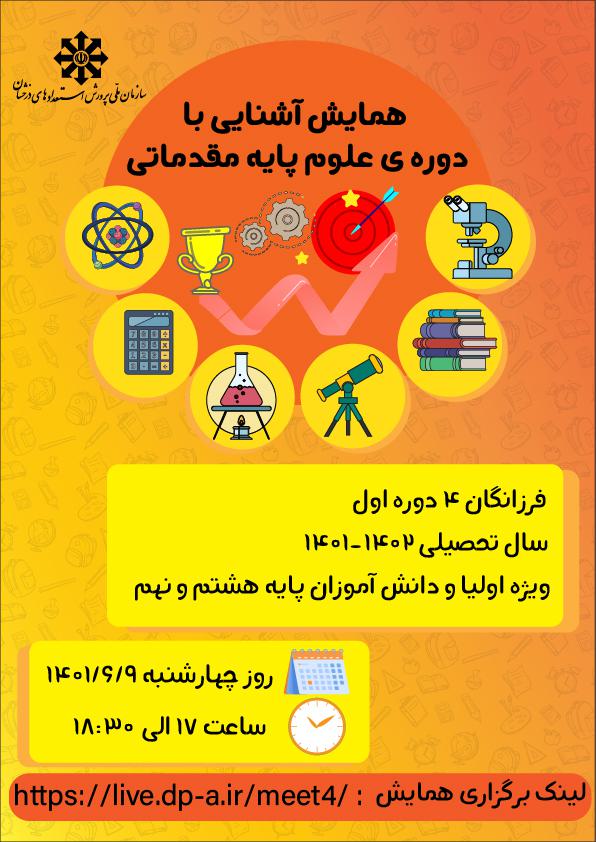 سازمان ملی پرورش استعدادهای درخشان
همایش آشنایی با
دوره ی علوم پایه مقدماتی
فرزانگان ۴ دوره اول
سال تحصیلی ۱۴۰۲-۱۴۰۱
ویژه اولیا و دانش آموزان پایه هشتم و نهم
روز چهارشنبه ۱۴۰۱/۶/۹
ساعت ۱۷ الی ۱۸:۳۰
لینک برگزاری همایش : https://live.dp-a.ir/meet4/